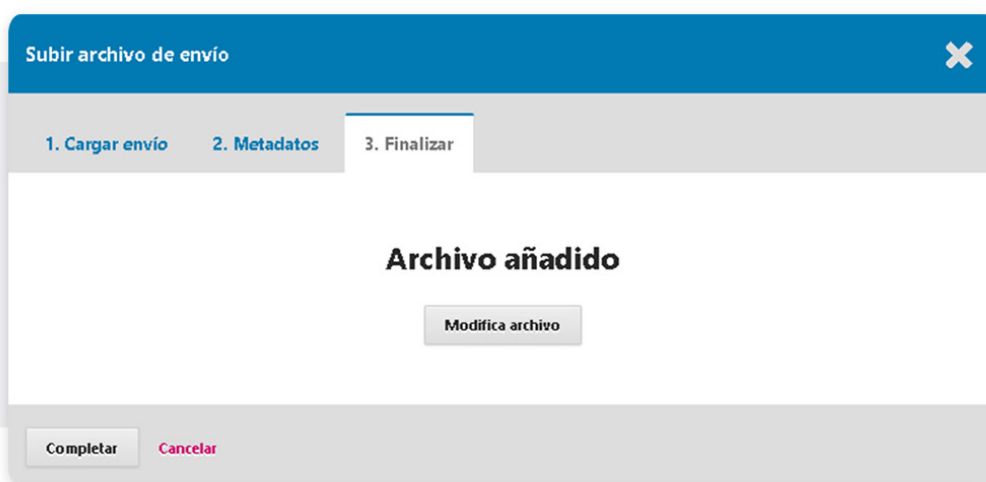 Subir archivo de envío
1. Cargar envío 2. Metadatos 3. Finalizar
Archivo añadido
Modifica archivo
Completar Cancelar